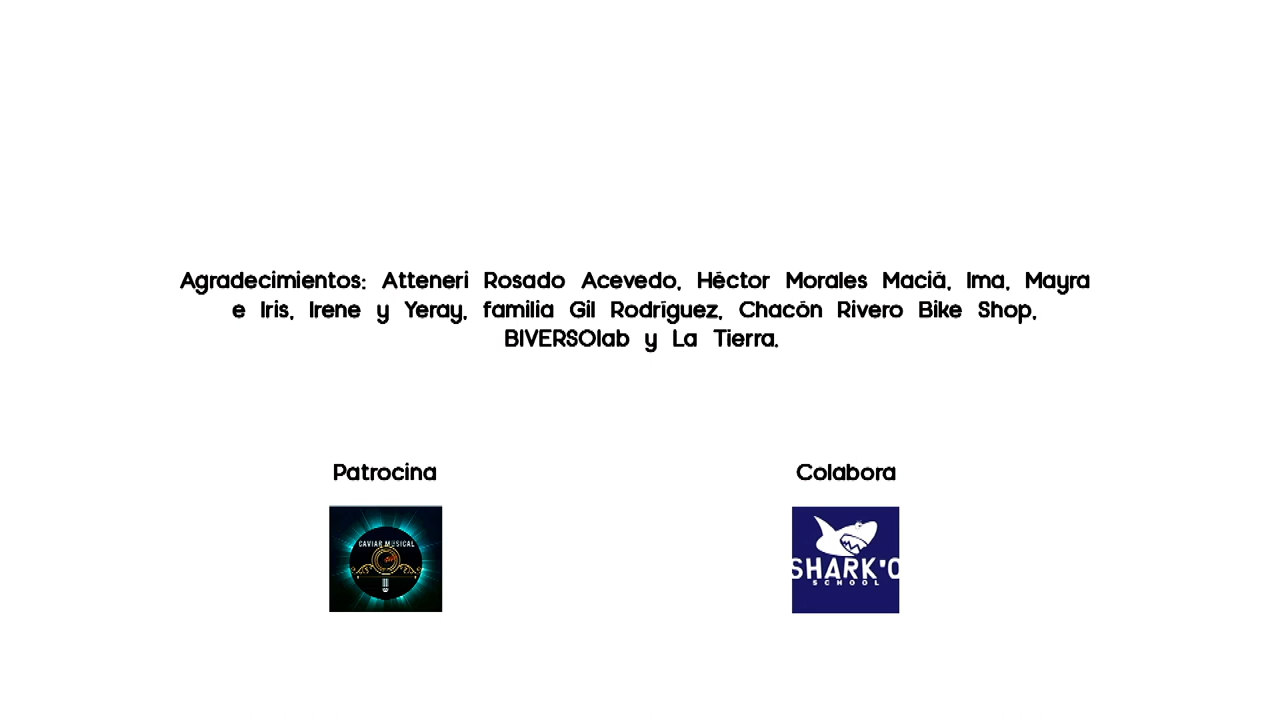 Agradecimientos: Atteneri Rosado Acevedo, Héctor Morales Maciá, Ima, Mayra
e Iris, Irene y Yeray, familia Gil Rodríguez, Chacón Rivero Bike Shop,
BIVERSOlab y La Tierra.
Patrocina
Colabora
CAVIAR MUSICAL
SHARK'O
SCHOOL